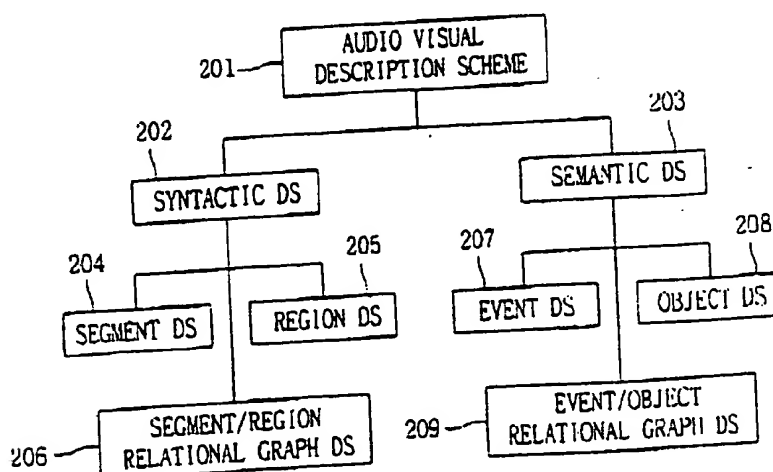 AUDIO VISUAL
DESCRIPTION SCHEME
201
202
203
SYNTACTIC DS
SEMANTIC DS
204
205
207
208
SEGMENT DS
REGION DS
EVENT DS
OBJECT DS
SEGMENT/REGION
RELATIONAL GRAPH DS
206
EVENT/OBJECT
RELATIONAL GRAPH DS
209